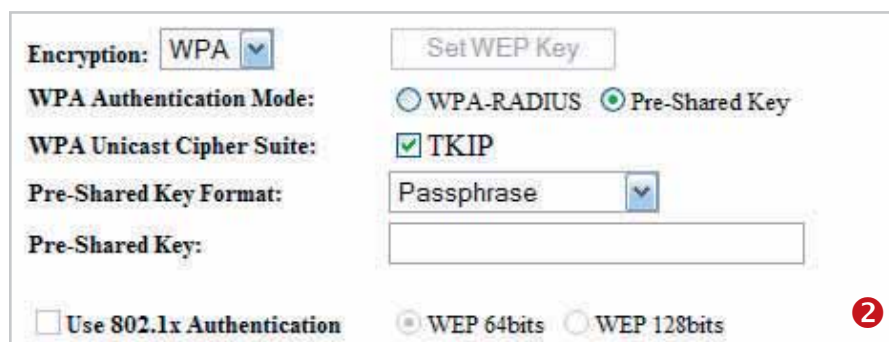 Encryption: WPA Set WEP Key
WPA Authentication Mode: WPA-RADIUS Pre-Shared Key
WPA Unicast Cipher Suite: TKIP
Pre-Shared Key Format: Passphrase
Pre-Shared Key:
Use 802.1x Authentication WEP 64bits WEP 128bits
2